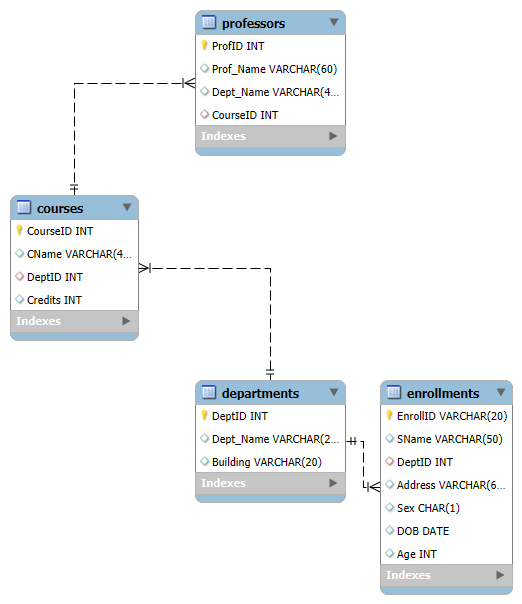 professors
ProfID INT
Prof_Name VARCHAR(60)
Dept_Name VARCHAR(4...
CourseID INT
Indexes
courses
CourseID INT
CName VARCHAR(4...
DeptID INT
Credits INT
Indexes
departments
DeptID INT
Dept_Name VARCHAR(2...
Building VARCHAR(20)
Indexes
enrollments
EnrollID VARCHAR(20)
SName VARCHAR(50)
DeptID INT
Address VARCHAR(6...
Sex CHAR(1)
DOB DATE
Age INT
Indexes